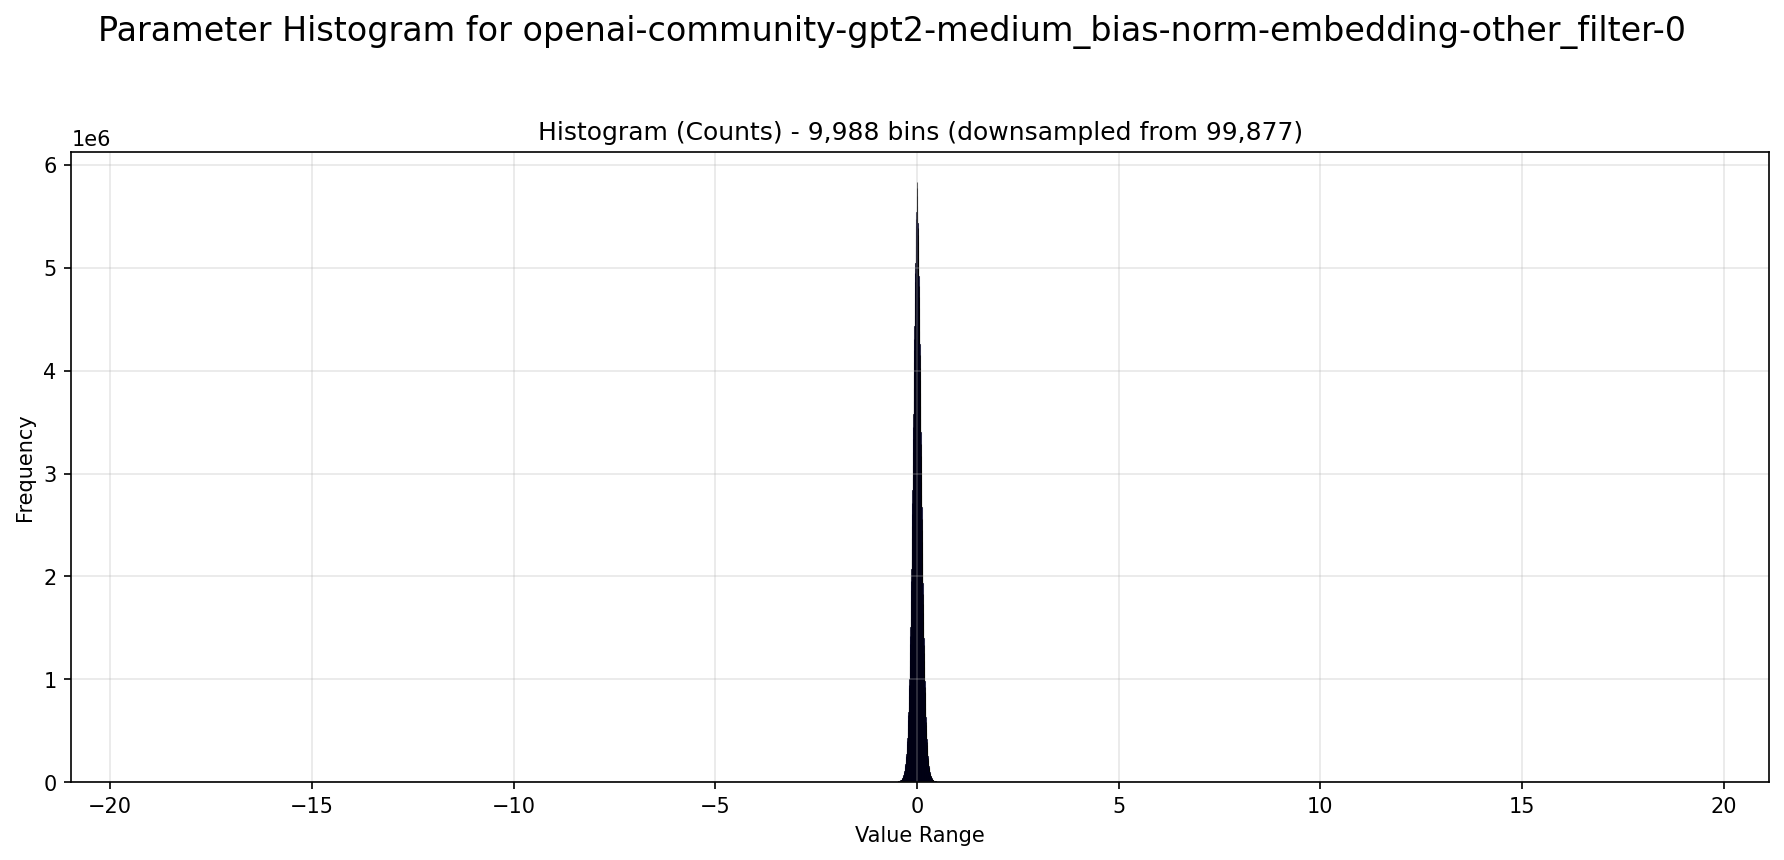 Parameter Histogram for openai-community-gpt2-medium_bias-norm-embedding-other_filter-0
Histogram (Counts) - 9,988 bins (downsampled from 99,877)
1e6
6
5
4
3
2
1
0
Frequency
−20 −15 −10 −5 0 5 10 15 20
Value Range